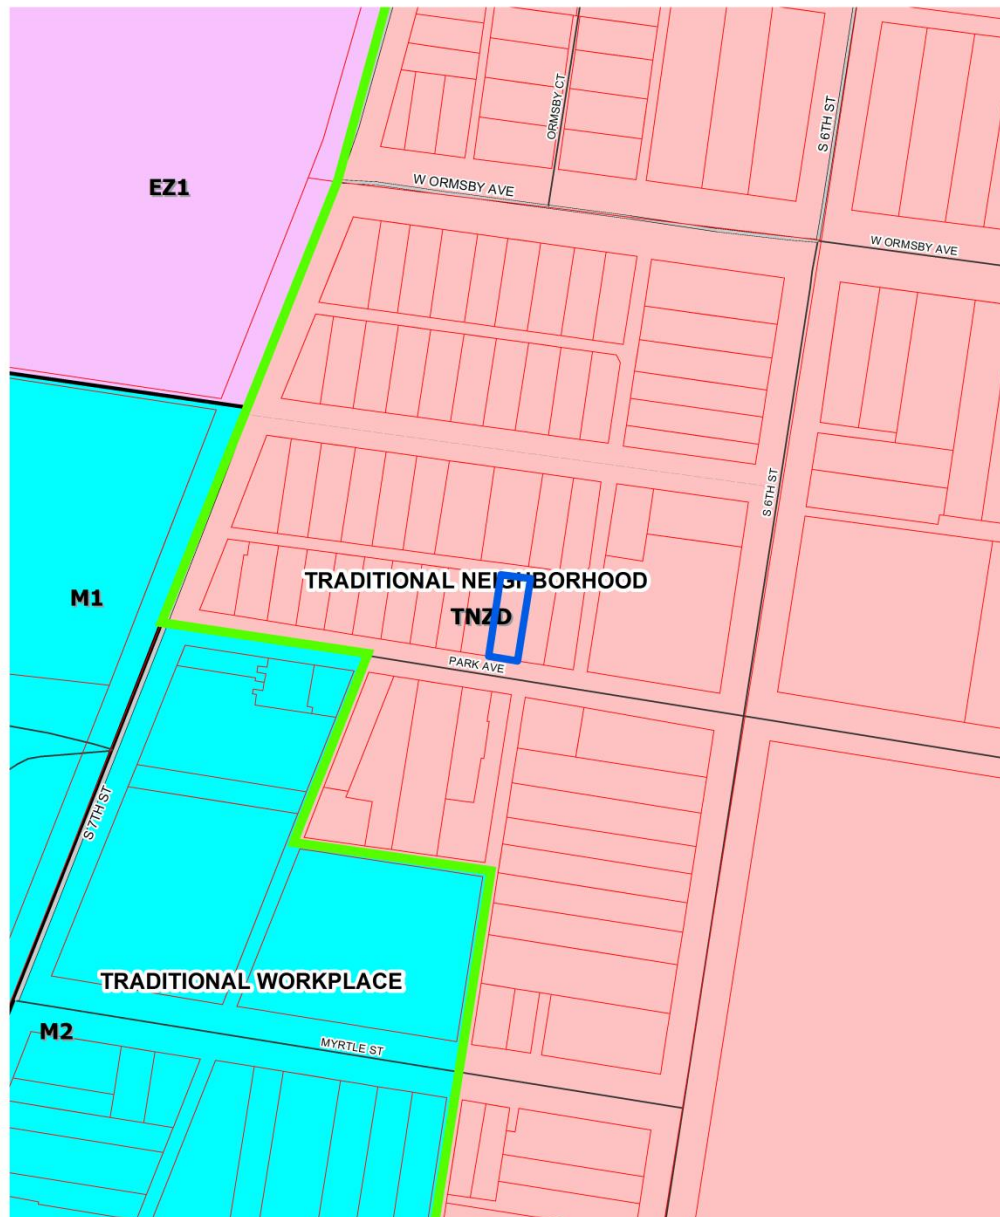 ORMSBY CT
S 6TH ST
W ORMSBY AVE
EZ1
W ORMSBY AVE
S 6TH ST
TRADITIONAL NEIGHBORHOOD
M1
TNZD
PARK AVE
S 7TH ST
TRADITIONAL WORKPLACE
M2
MYRTLE ST